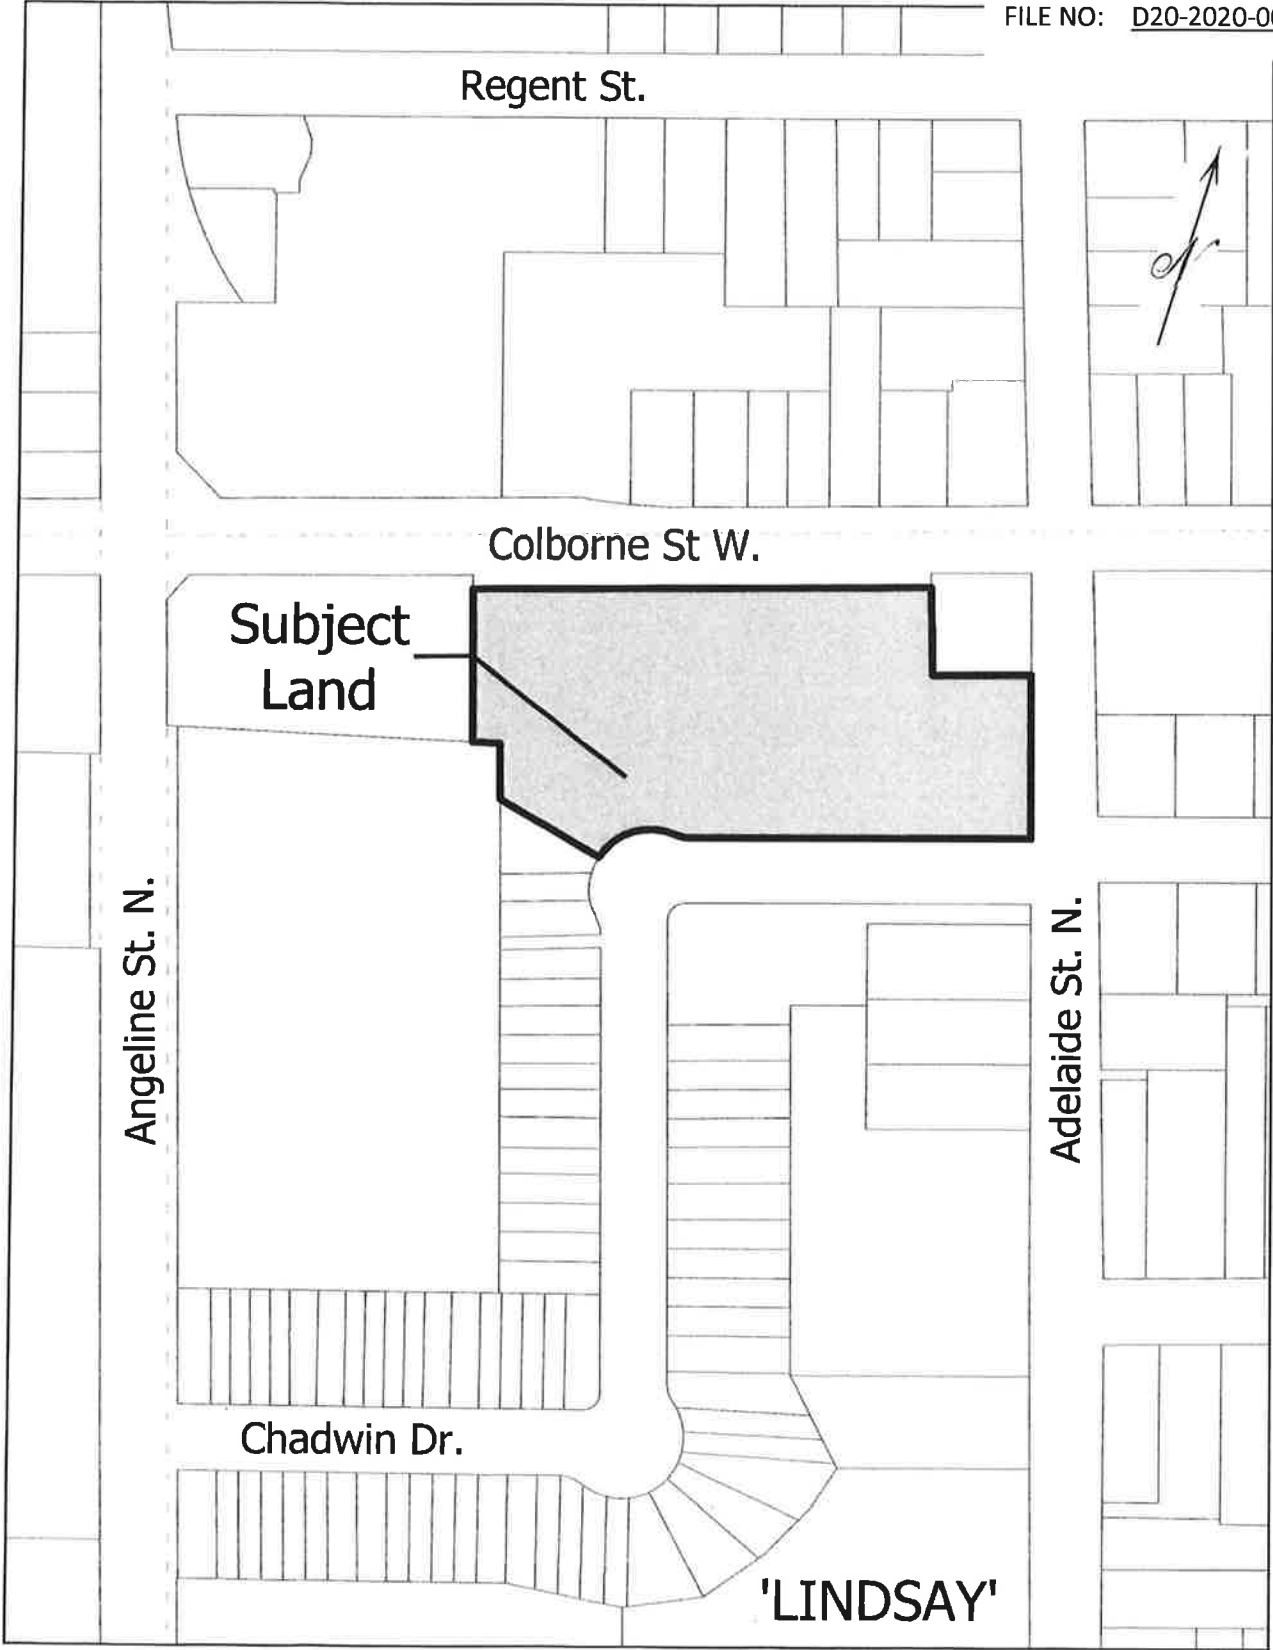 FILE NO: D20-2020-0
Regent St.
Colborne St W.
Subject
Land
Angeline St. N.
Adelaide St. N.
Chadwin Dr.
'LINDSAY'